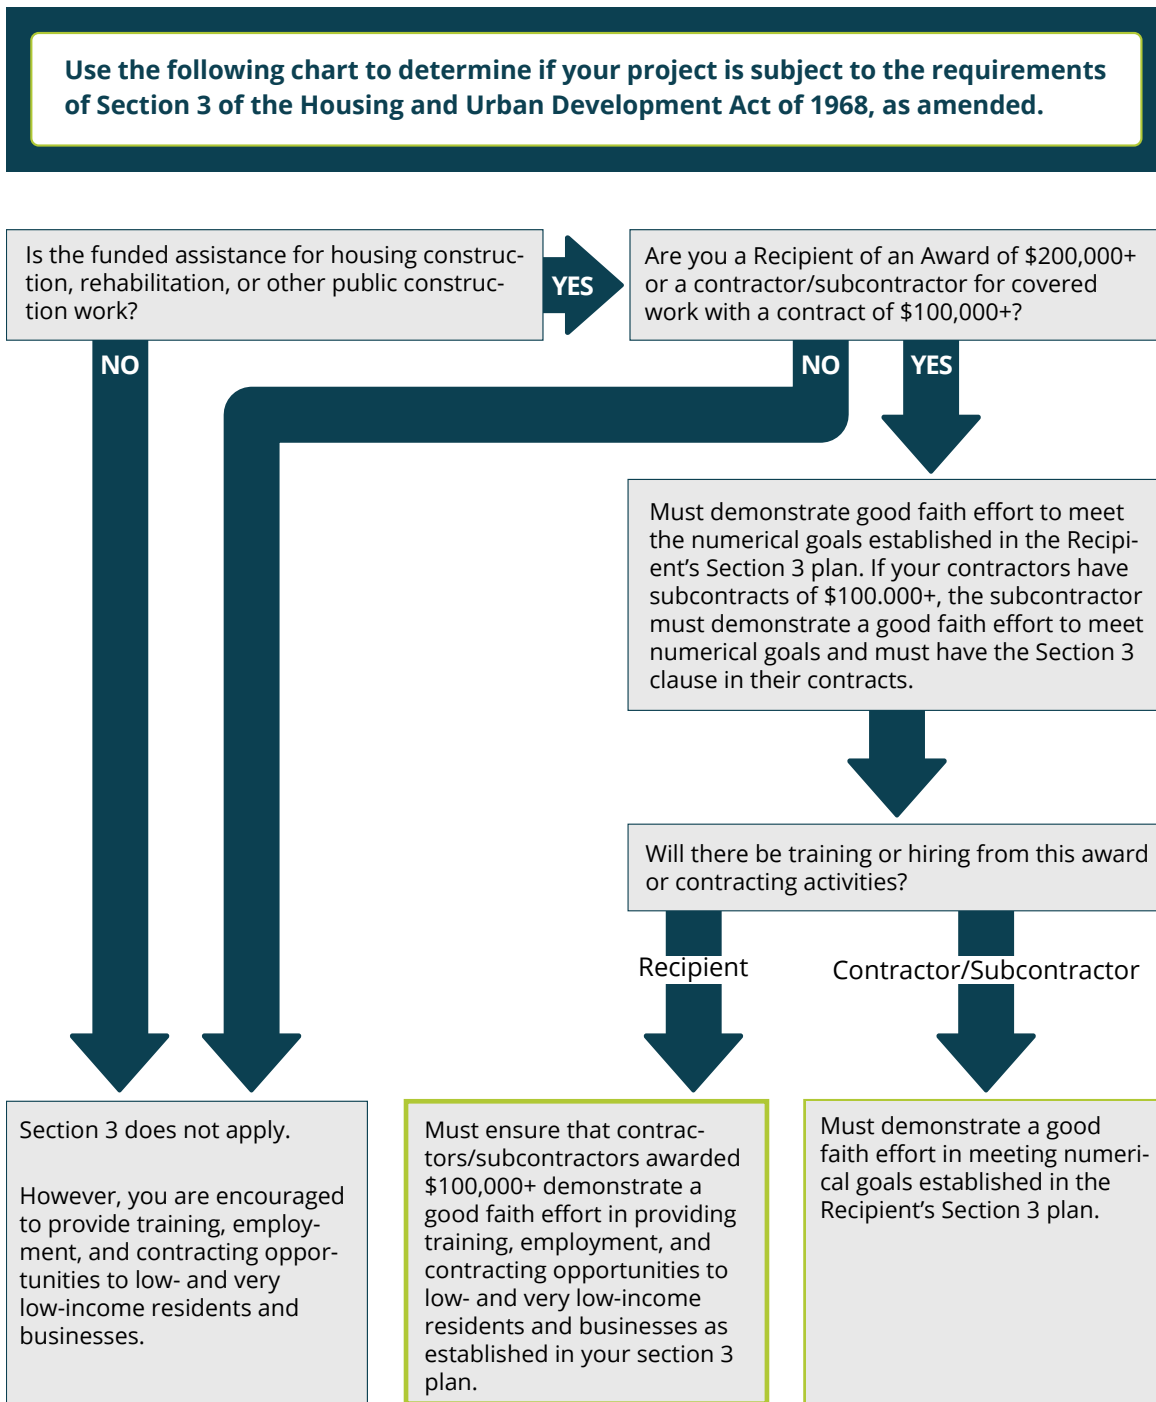 Use the following chart to determine if your project is subject to the requirements
of Section 3 of the Housing and Urban Development Act of 1968, as amended.
Is the funded assistance for housing construc-
tion, rehabilitation, or other public construc-
tion work?
YES
Are you a Recipient of an Award of $200,000+
or a contractor/subcontractor for covered
work with a contract of $100,000+?
NO
NO
YES
Must demonstrate good faith effort to meet
the numerical goals established in the Recipi-
ent’s Section 3 plan. If your contractors have
subcontracts of $100.000+, the subcontractor
must demonstrate a good faith effort to meet
numerical goals and must have the Section 3
clause in their contracts.
Will there be training or hiring from this award
or contracting activities?
Recipient
Contractor/Subcontractor
Section 3 does not apply.
However, you are encouraged
to provide training, employ-
ment, and contracting oppor-
tunities to low- and very
low-income residents and
businesses.
Must ensure that contrac-
tors/subcontractors awarded
$100,000+ demonstrate a
good faith effort in providing
training, employment, and
contracting opportunities to
low- and very low-income
residents and businesses as
established in your section 3
plan.
Must demonstrate a good
faith effort in meeting numeri-
cal goals established in the
Recipient’s Section 3 plan.